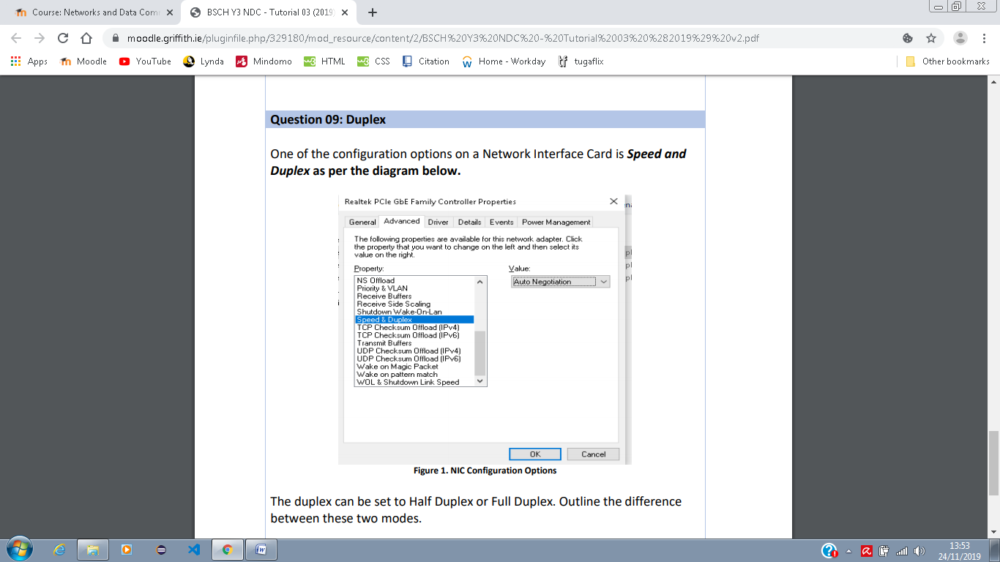 Course: Networks and Data Com
BSCH Y3 NDC - Tutorial 03 (2019)
moodle.griffith.ie/pluginfile.php/329180/mod_resource/content/2/BSCH%20Y3%20NDC%20-%20Tutorial%2003%20%282019%29%20v2.pdf
Apps Moodle YouTube Lynda Mindomo HTML CSS Citation Home - Workday tugaflix Other bookmarks
Question 09: Duplex
One of the configuration options on a Network Interface Card is Speed and
Duplex as per the diagram below.
Realtek PCIe GbE Family Controller Properties
General Advanced Driver Details Events Power Management
The following properties are available for this network adapter. Click
the property that you want to change on the left and then select its
value on the right.
Property:
Value:
NS Offload
Auto Negotiation
Priority & VLAN
Receive Buffers
Receive Side Scaling
Shutdown Wake-On-Lan
Speed & Duplex
TCP Checksum Offload (IPv4)
TCP Checksum Offload (IPv6)
Transmit Buffers
UDP Checksum Offload (IPv4)
UDP Checksum Offload (IPv6)
Wake on Magic Packet
Wake on pattern match
WOL & Shutdown Link Speed
OK Cancel
Figure 1. NIC Configuration Options
The duplex can be set to Half Duplex or Full Duplex. Outline the difference
between these two modes.
13:53
24/11/2019